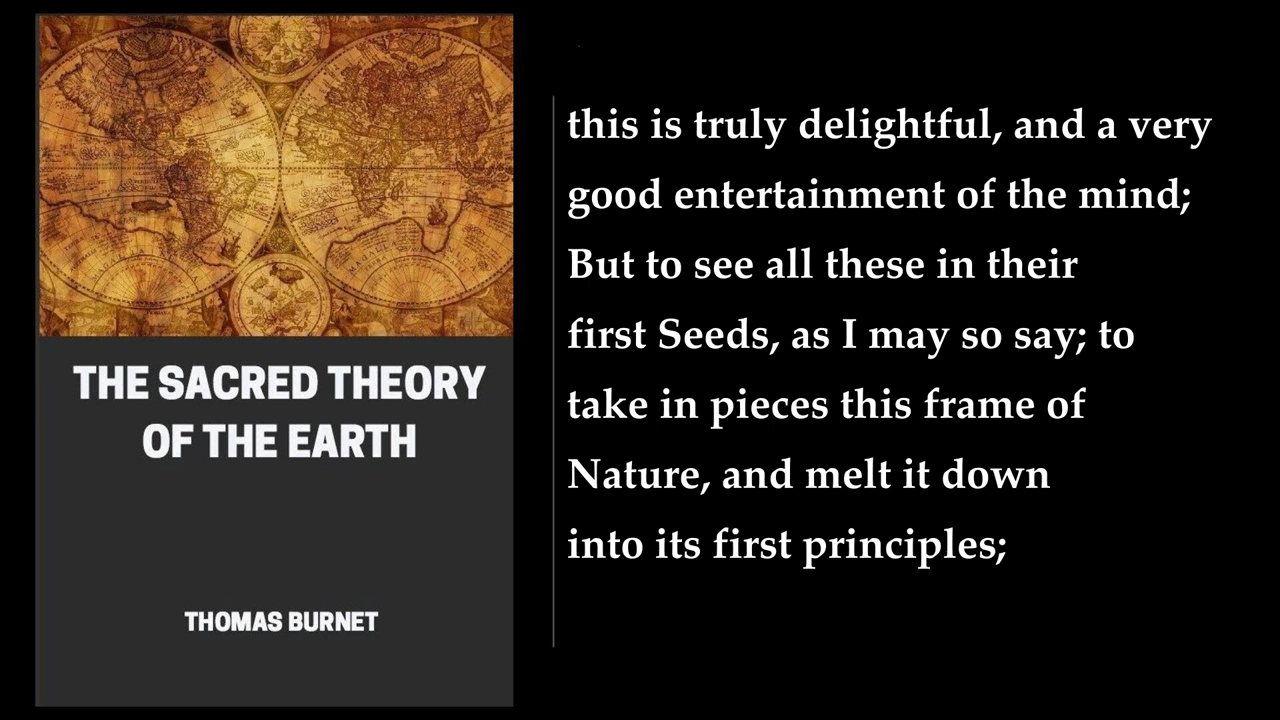 THE SACRED THEORY
OF THE EARTH
THOMAS BURNET
this is truly delightful, and a very
good entertainment of the mind;
But to see all these in their
first Seeds, as I may so say; to
take in pieces this frame of
Nature, and melt it down
into its first principles;